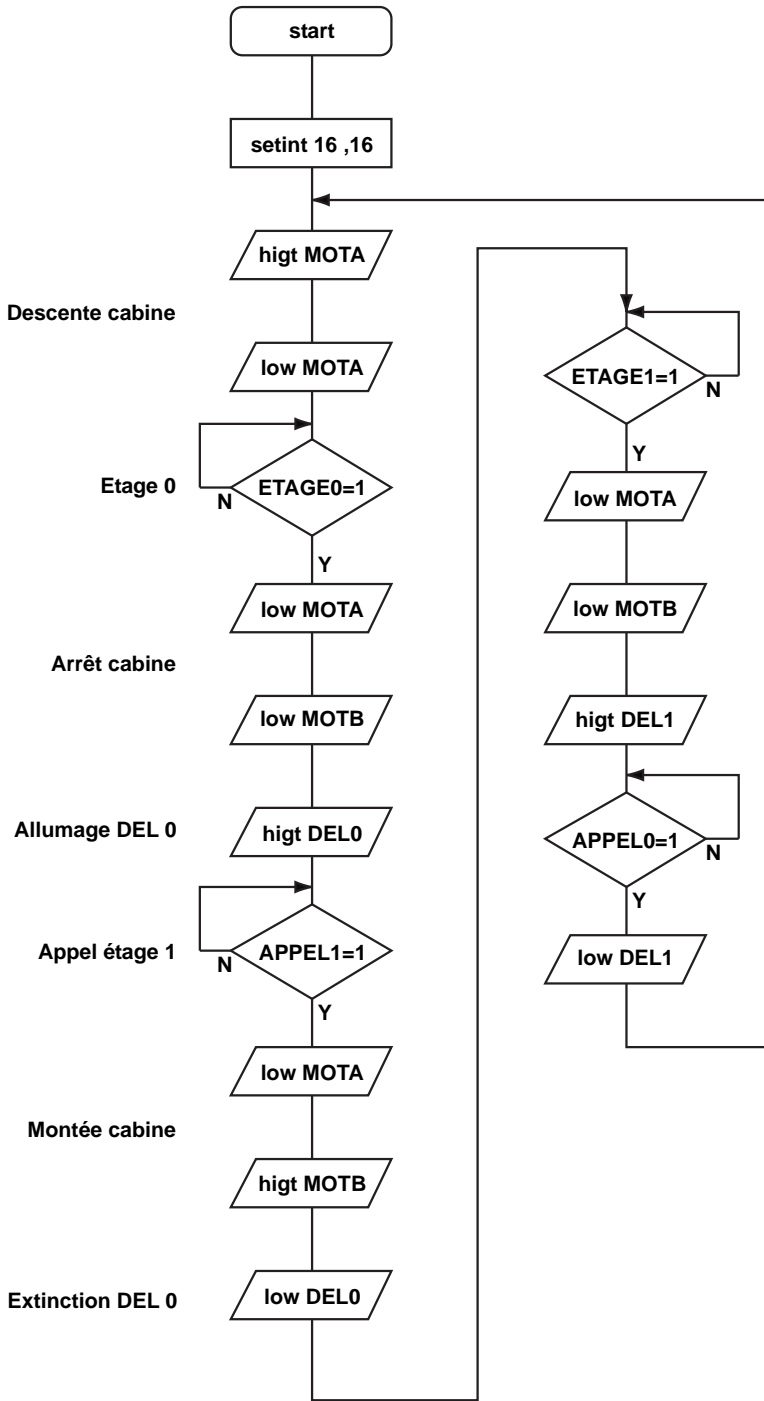 start
setint 16 ,16
higt MOTA
Descente cabine
low MOTA
Etage 0
ETAGE0=1
N
Y
low MOTA
Arrêt cabine
low MOTB
Allumage DEL 0
higt DEL0
Appel étage 1
APPEL1=1
N
Y
low MOTA
Montée cabine
higt MOTB
Extinction DEL 0
low DEL0
ETAGE1=1
N
Y
low MOTA
low MOTB
higt DEL1
APPEL0=1
N
Y
low DEL1